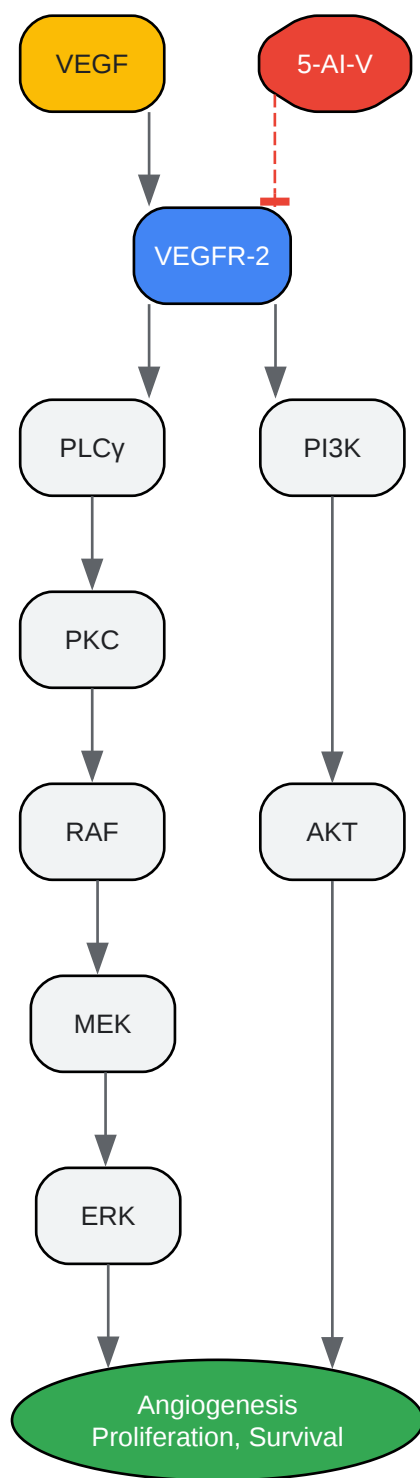 VEGF
5-AI-V
VEGFR-2
PLCγ
PI3K
PKC
RAF
AKT
MEK
ERK
Angiogenesis
Proliferation, Survival